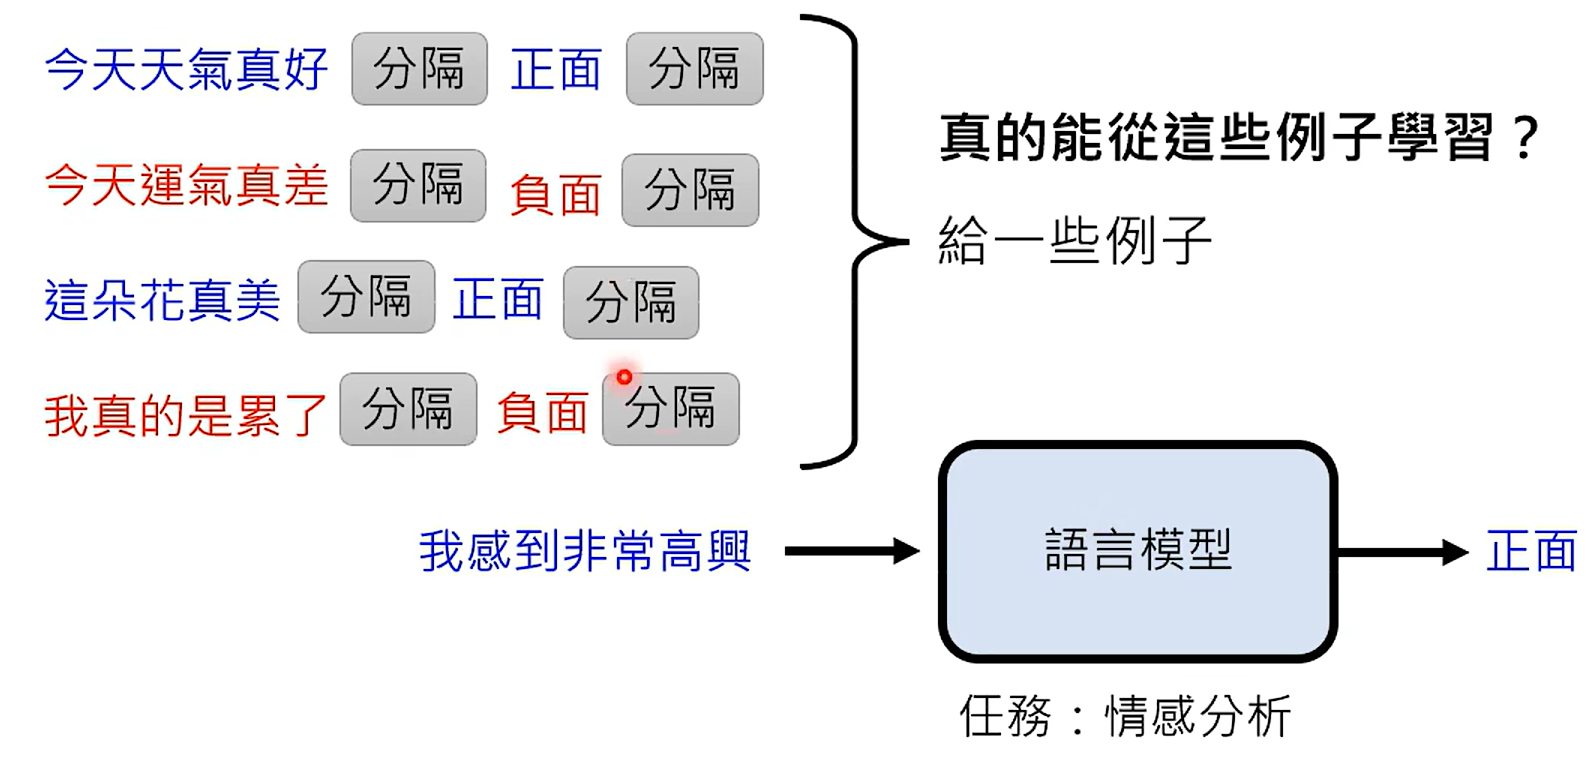 今天天氣真好 分隔 正面 分隔
今天運氣真差 分隔 負面 分隔
這朵花真美 分隔 正面 分隔
我真的是累了 分隔 負面 分隔
真的能從這些例子學習？
給一些例子
我感到非常高興
語言模型
正面
任務：情感分析